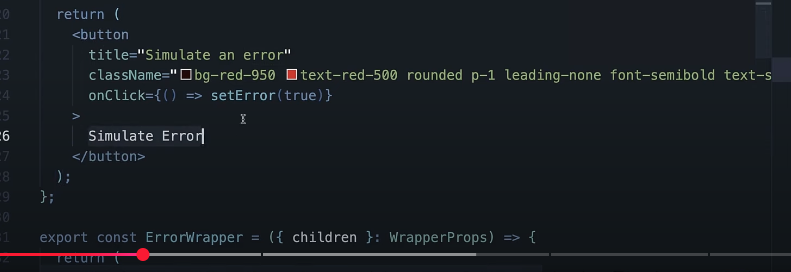 20 return (
21 <button
22 title="Simulate an error"
23 className="bg-red-950 text-red-500 rounded p-1 leading-none font-semibold text-s
24 onClick={() => setError(true)}
25 >
26 Simulate Error
27 </button>
28 );
29 };
30
31 export const ErrorWrapper = ({ children }: WrapperProps) => {
32 return (